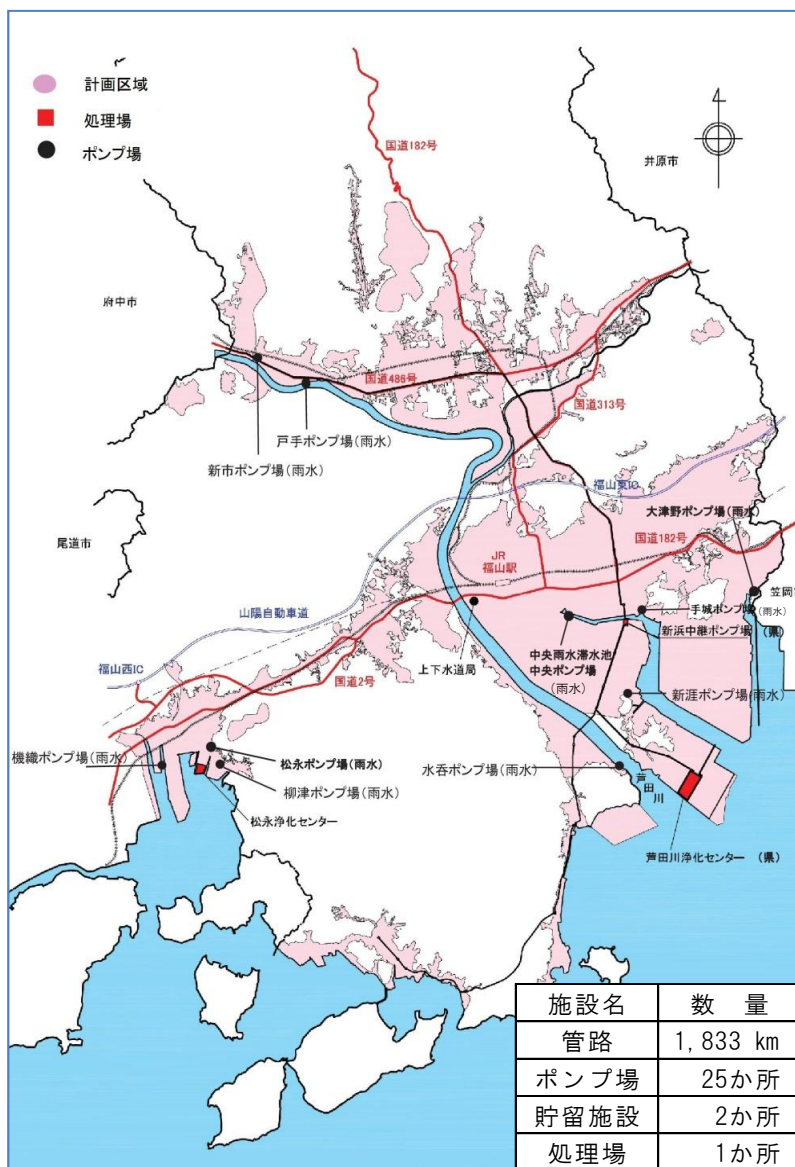 計画区域
処理場
ポンプ場
4
国道182号
井原市
府中市
国道486号
国道313号
戸手ポンプ場(雨水)
新市ポンプ場(雨水)
福山東IC
大津野ポンプ場(雨水)
尾道市
国道182号
JR
福山駅
笠岡
山陽自動車道
手城ポンプ場(雨水)
新浜中継ポンプ場 (県)
中央雨水滞水池
中央ポンプ場
(雨水)
上下水道局
福山西IC
国道2号
新涯ポンプ場(雨水)
機織ポンプ場(雨水)
松永ポンプ場(雨水)
水呑ポンプ場(雨水)
芦田川
柳津ポンプ場(雨水)
松永浄化センター
芦田川浄化センター (県)
施設名 数 量
管路 1,833 km
ポンプ場 25か所
貯留施設 2か所
処理場 1か所